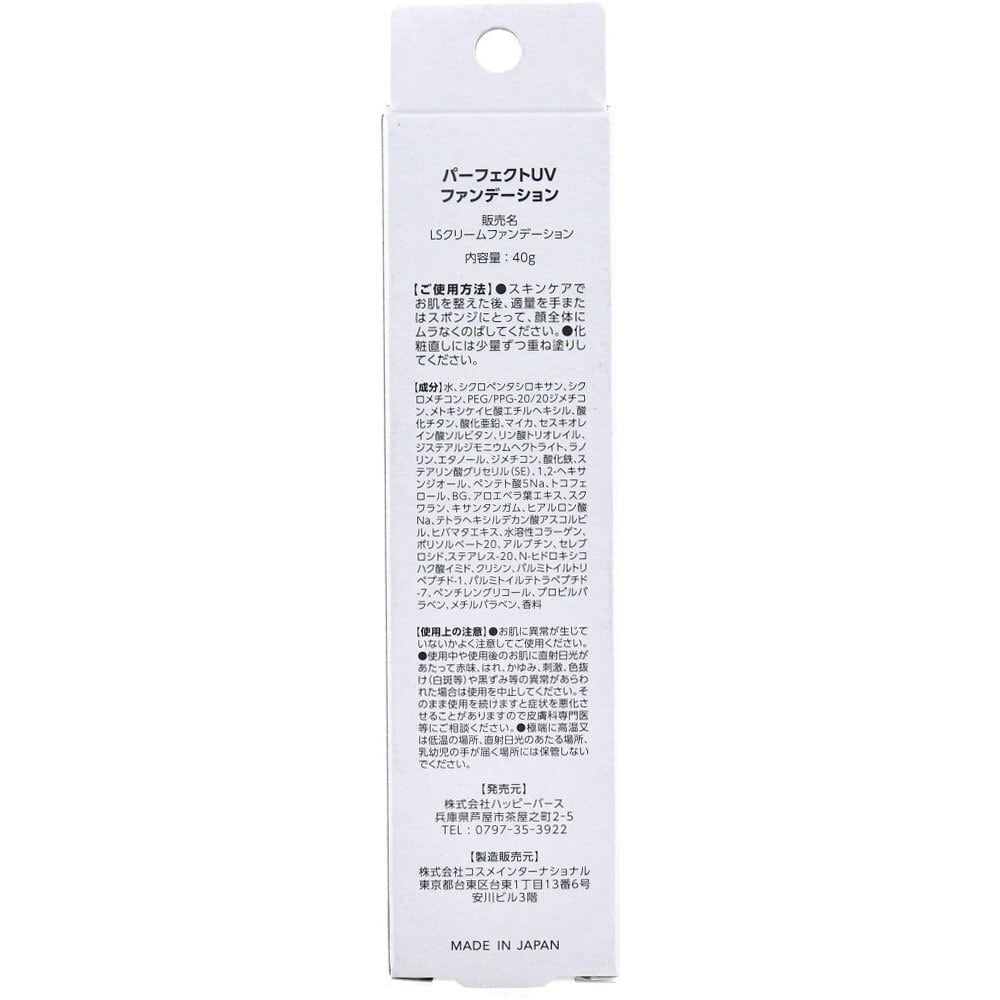 パーフェクトUV
ファンデーション
販売名
LSクリームファンデーション
内容量：40g
【ご使用方法】●スキンケアで
お肌を整えた後、適量を手また
はスポンジにとって、顔全体に
ムラなくのばしてください。●化
粧直しには少量ずつ重ね塗りし
てください。
【成分】水、シクロペンタシロキサン、シク
ロメチコン、PEG/PPG-20/20ジメチコ
ン、メトキシケイヒ酸エチルヘキシル、酸
化チタン、酸化亜鉛、マイカ、セスキオレ
イン酸ソルビタン、リン酸トリオレイル、
ジステアルジモニウムヘクトライト、ラノ
リン、エタノール、ジメチコン、酸化鉄、ス
テアリン酸グリセリル(SE)、1,2-ヘキサ
ンジオール、ペンテト酸5Na、トコフェ
ロール、BG、アロエベラ葉エキス、スク
ワラン、キサンタンガム、ヒアルロン酸
Na、テトラヘキシルデカン酸アスコルビ
ル、ヒバマタエキス、水溶性コラーゲン、
ポリソルベート20、アルブチン、セレブ
ロシド、ステアレス-20、N-ヒドロキシコ
ハク酸イミド、クリシン、パルミトイルトリ
ペプチド-1、パルミトイルテトラペプチド
-7、ペンチレングリコール、プロピルパ
ラベン、メチルパラベン、香料
【使用上の注意】●お肌に異常が生じて
いないかよく注意してご使用ください。
●使用中や使用後のお肌に直射日光が
あたって赤味、はれ、かゆみ、刺激、色抜
け(白斑等)や黒ずみ等の異常があらわ
れた場合は使用を中止してください。そ
のまま使用を続けますと症状を悪化さ
せることがありますので皮膚科専門医
等にご相談ください。●極端に高温又
は低温の場所、直射日光のあたる場所、
乳幼児の手が届く場所には保管しない
でください。
【発売元】
株式会社ハッピーバース
兵庫県芦屋市茶屋之町2-5
TEL：0797-35-3922
【製造販売元】
株式会社コスメインターナショナル
東京都台東区台東1丁目13番6号
安川ビル3階
MADE IN JAPAN